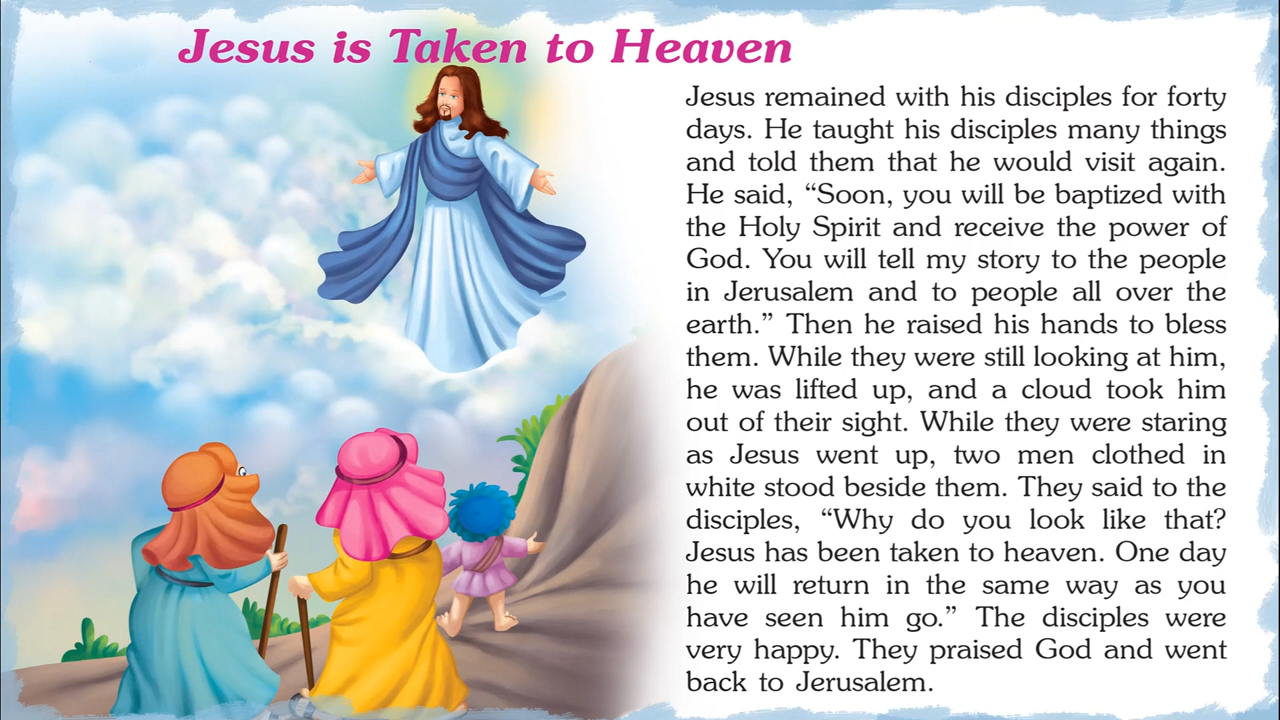 Jesus is Taken to Heaven
Jesus remained with his disciples for forty
days. He taught his disciples many things
and told them that he would visit again.
He said, “Soon, you will be baptized with
the Holy Spirit and receive the power of
God. You will tell my story to the people
in Jerusalem and to people all over the
earth.” Then he raised his hands to bless
them. While they were still looking at him,
he was lifted up, and a cloud took him
out of their sight. While they were staring
as Jesus went up, two men clothed in
white stood beside them. They said to the
disciples, “Why do you look like that?
Jesus has been taken to heaven. One day
he will return in the same way as you
have seen him go.” The disciples were
very happy. They praised God and went
back to Jerusalem.